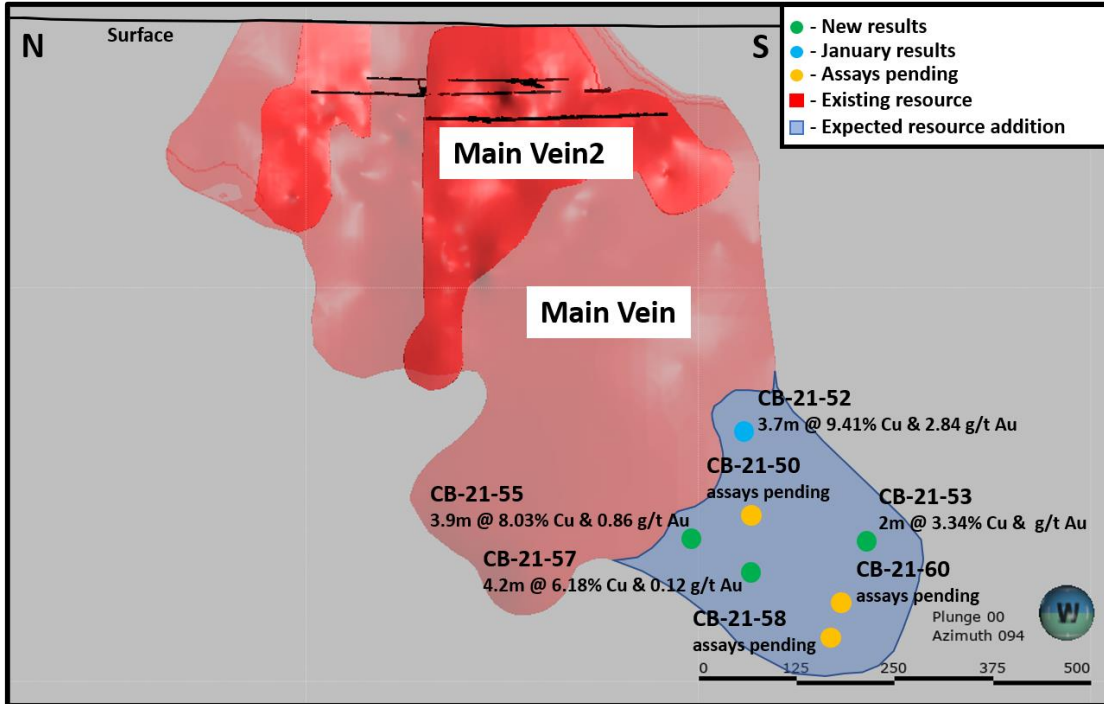 N
Surface
S
- New results
- January results
- Assays pending
- Existing resource
- Expected resource addition
Main Vein2
Main Vein
CB-21-52
3.7m @ 9.41% Cu & 2.84 g/t Au
CB-21-50
assays pending
CB-21-55
3.9m @ 8.03% Cu & 0.86 g/t Au
CB-21-53
2m @ 3.34% Cu &  g/t Au
CB-21-57
4.2m @ 6.18% Cu & 0.12 g/t Au
CB-21-60
assays pending
CB-21-58
assays pending
Plunge 00
Azimuth 094
W
0 125 250 375 500